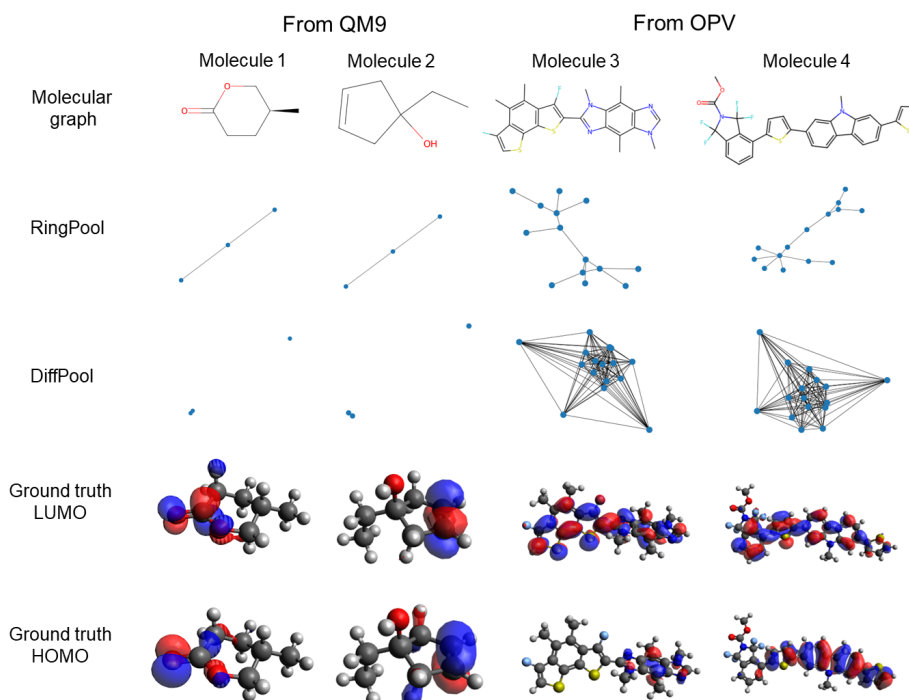 From QM9
From OPV
Molecule 1
Molecule 2
Molecule 3
Molecule 4
Molecular
graph
O
O
OH
F
F
S
S
N
N
N
N
O
O
N
F
F
F
F
S
N
S
RingPool
DiffPool
Ground truth
LUMO
Ground truth
HOMO